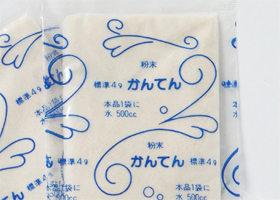 粉末
標準4g
かんてん
本品1袋に
水 500cc
粉末
標準4g
かんてん
本品1袋に
水 500cc